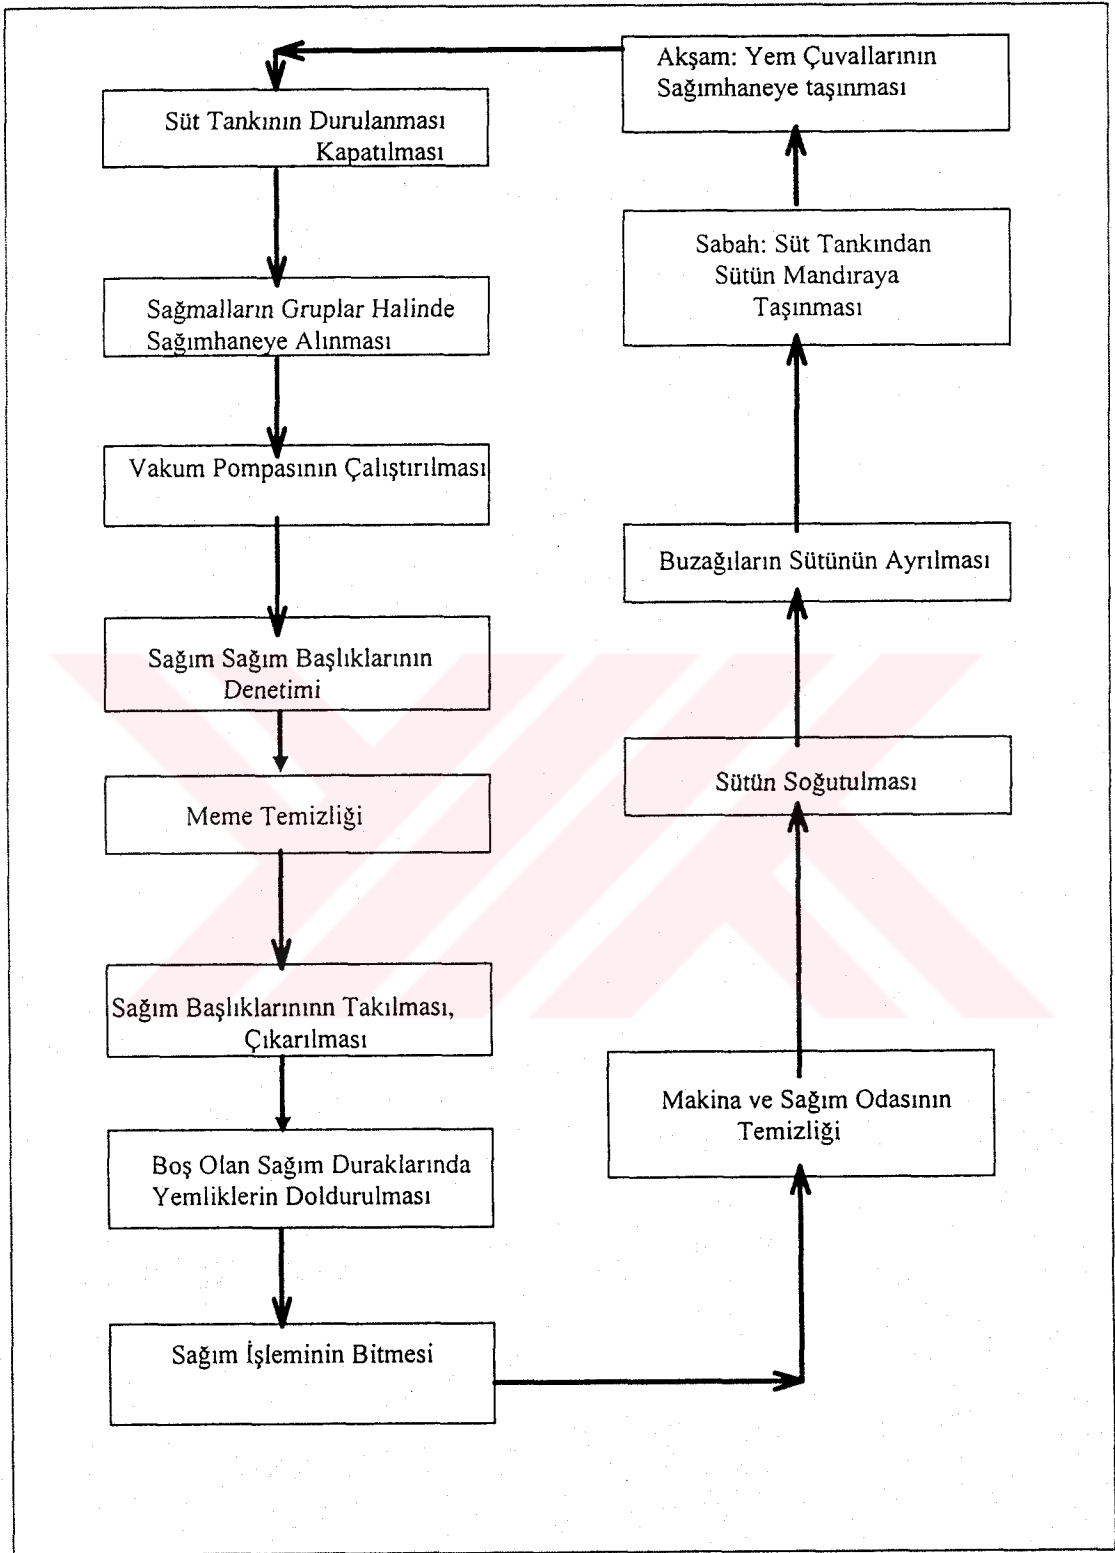 Akşam: Yem Çuvallarının
Sağımhaneye taşınması
Süt Tankının Durulanması
Kapatılması
Sağmalların Gruplar Halinde
Sağımhaneye Alınması
Vakum Pompasının Çalıştırılması
Sağım Sağım Başlıklarının
Denetimi
Meme Temizliği
Sağım Başlıklarınınn Takılması,
Çıkarılması
Boş Olan Sağım Duraklarında
Yemliklerin Doldurulması
Sağım İşleminin Bitmesi
Makina ve Sağım Odasının
Temizliği
Sütün Soğutulması
Buzağıların Sütünün Ayrılması
Sabah: Süt Tankından
Sütün Mandıraya
Taşınması